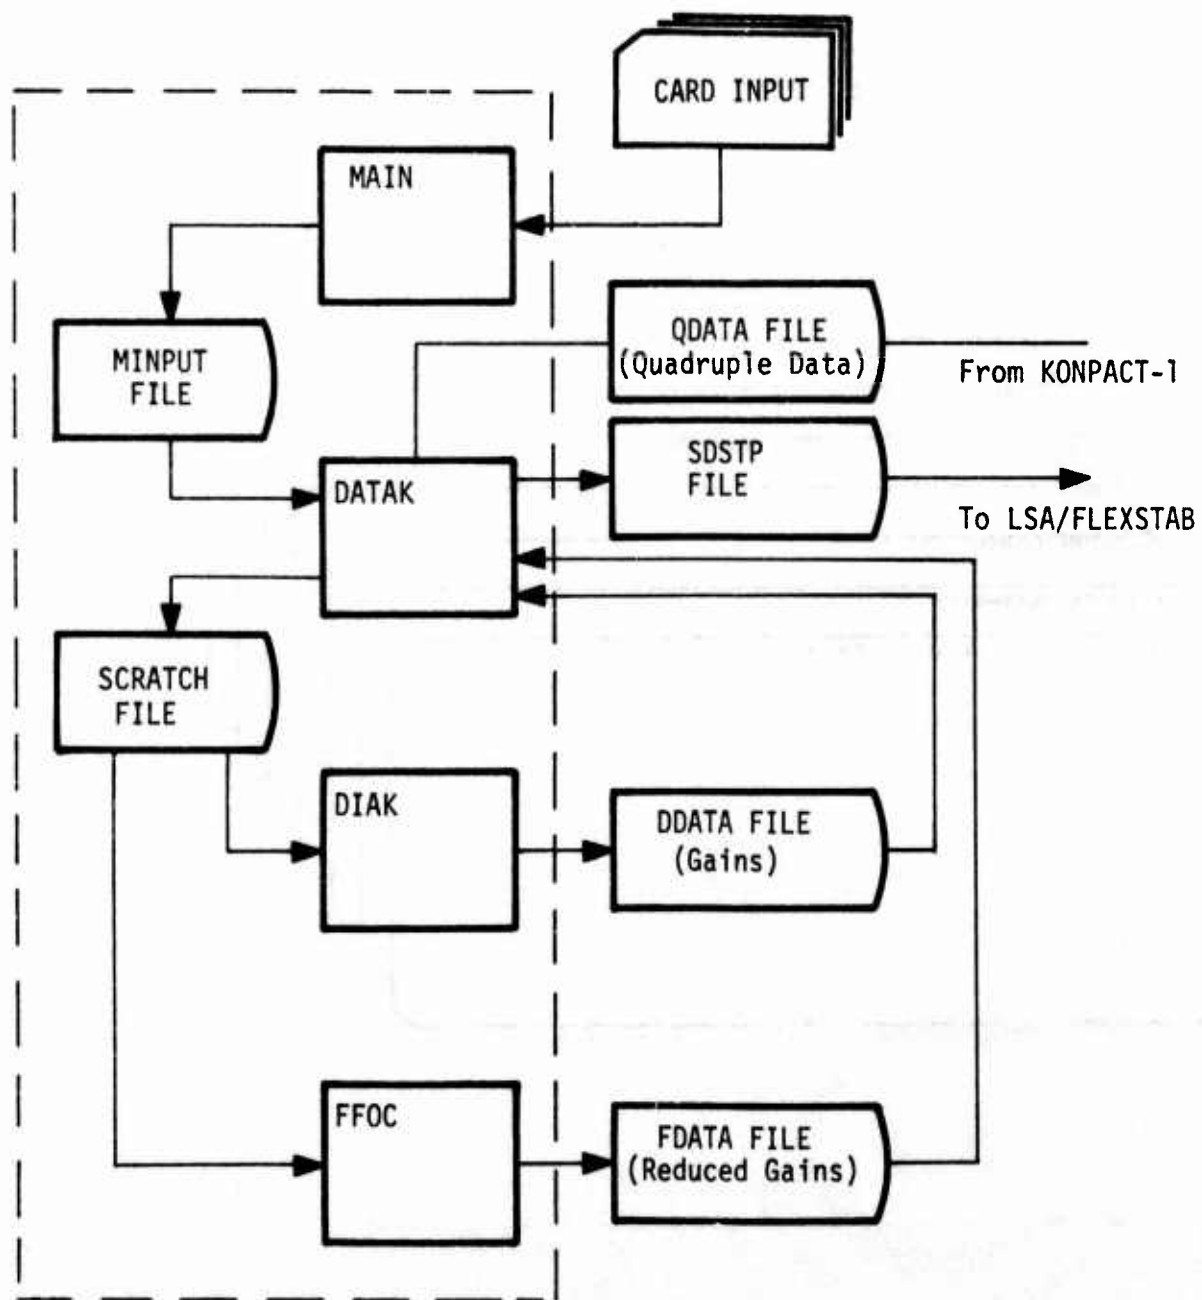 CARD INPUT
MAIN
MINPUT
FILE
QDATA FILE
(Quadruple Data)
From KONPACT-1
DATAK
SDSTP
FILE
To LSA/FLEXSTAB
SCRATCH
FILE
DIAK
DDATA FILE
(Gains)
FFOC
FDATA FILE
(Reduced Gains)